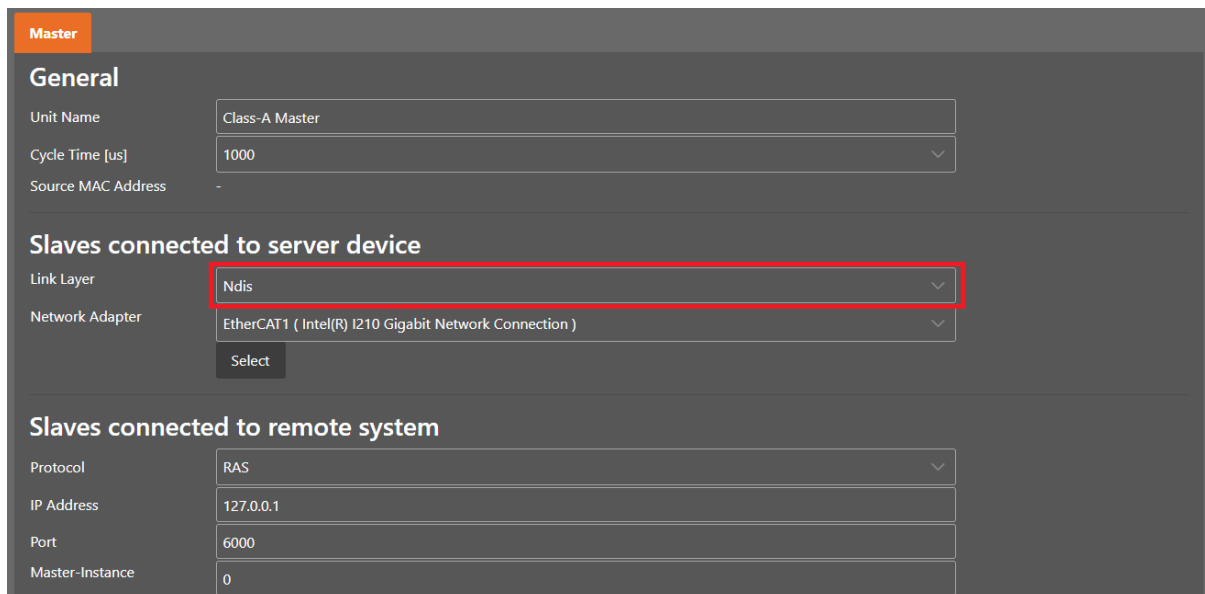 Master
General
Unit Name Class-A Master
Cycle Time [us] 1000
Source MAC Address -
Slaves connected to server device
Link Layer Ndis
Network Adapter EtherCAT1 ( Intel(R) I210 Gigabit Network Connection )
Select
Slaves connected to remote system
Protocol RAS
IP Address 127.0.0.1
Port 6000
Master-Instance 0